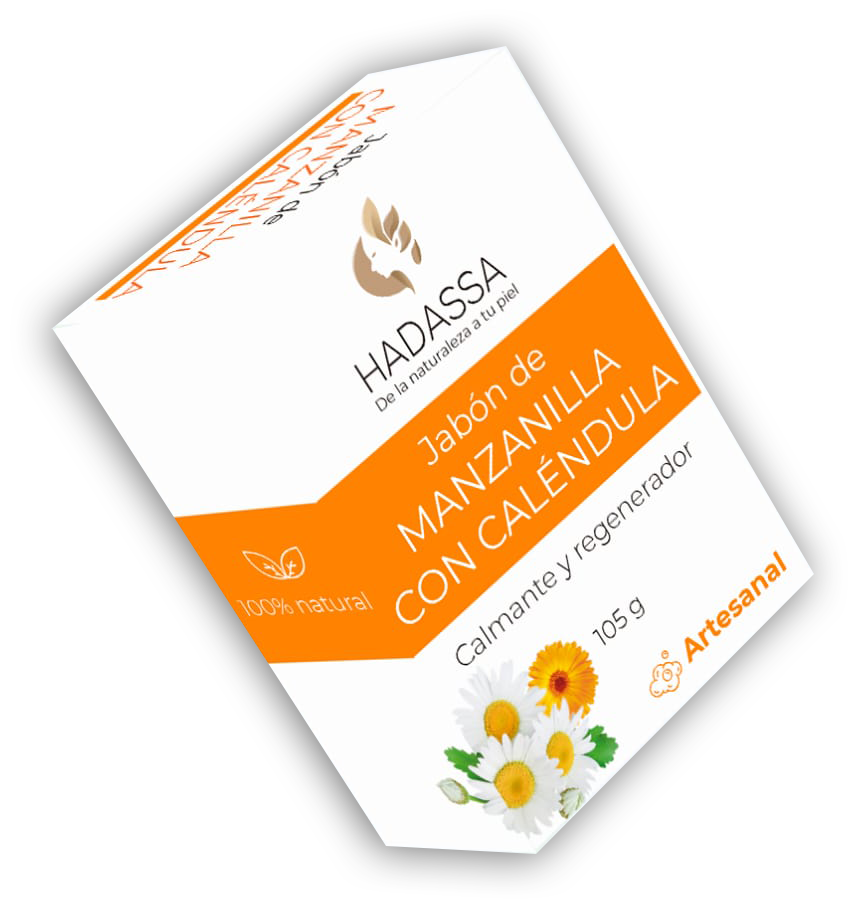 Jabón de
MANZANILLA
CON CALÉNDULA
HADASSA
De la naturaleza a tu piel
Jabón de
MANZANILLA
CON CALÉNDULA
100% natural
Calmante y regenerador
105 g
Artesanal